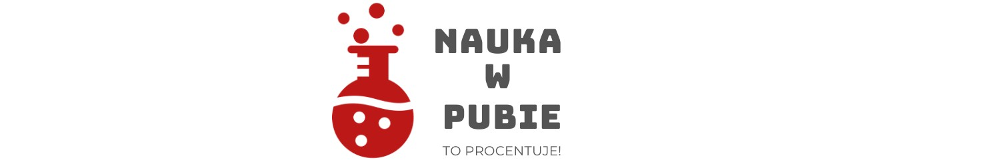 NAUKA
W
PUBIE
TO PROCENTUJE!